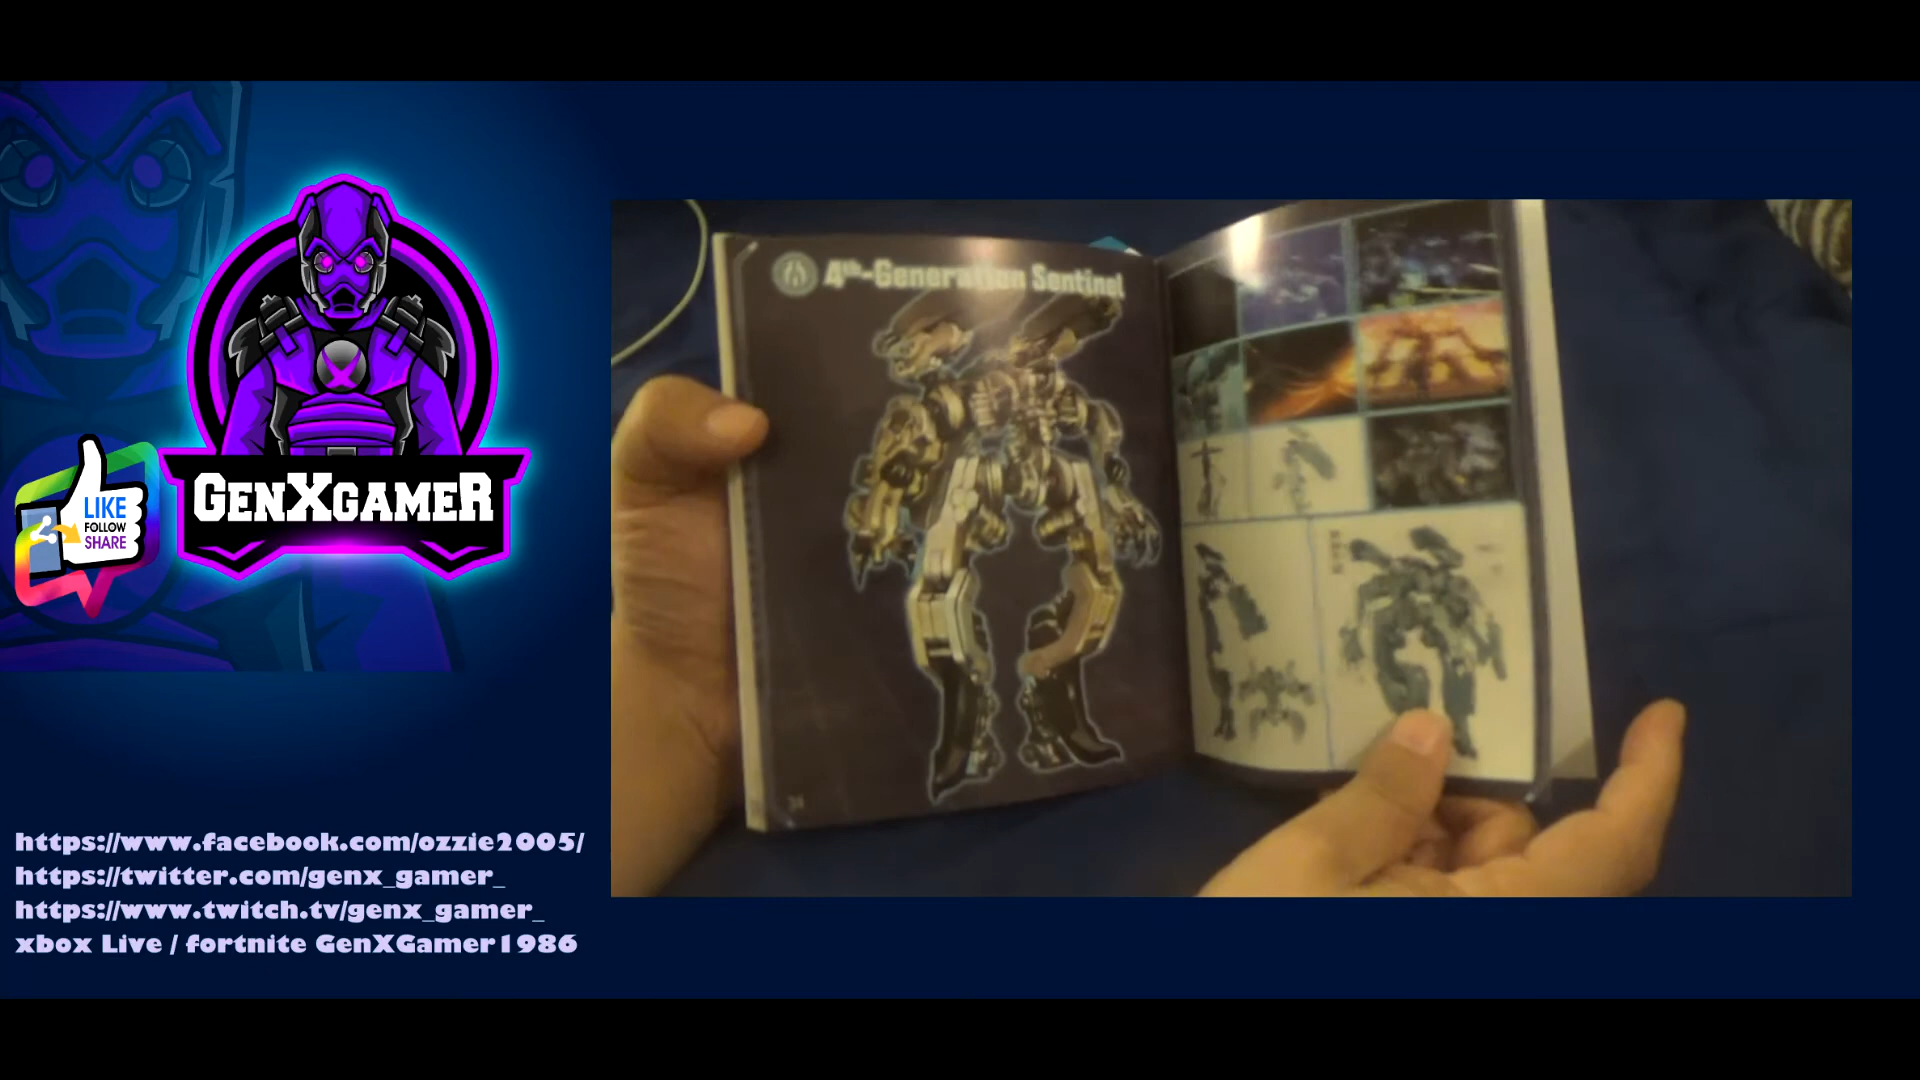 LIKE
FOLLOW
SHARE
GENXGAMER
https://www.facebook.com/ozzie2005/
https://twitter.com/genx_gamer_
https://www.twitch.tv/genx_gamer_
xbox Live / fortnite GenXGamer1986
4th-Generation Sentinel